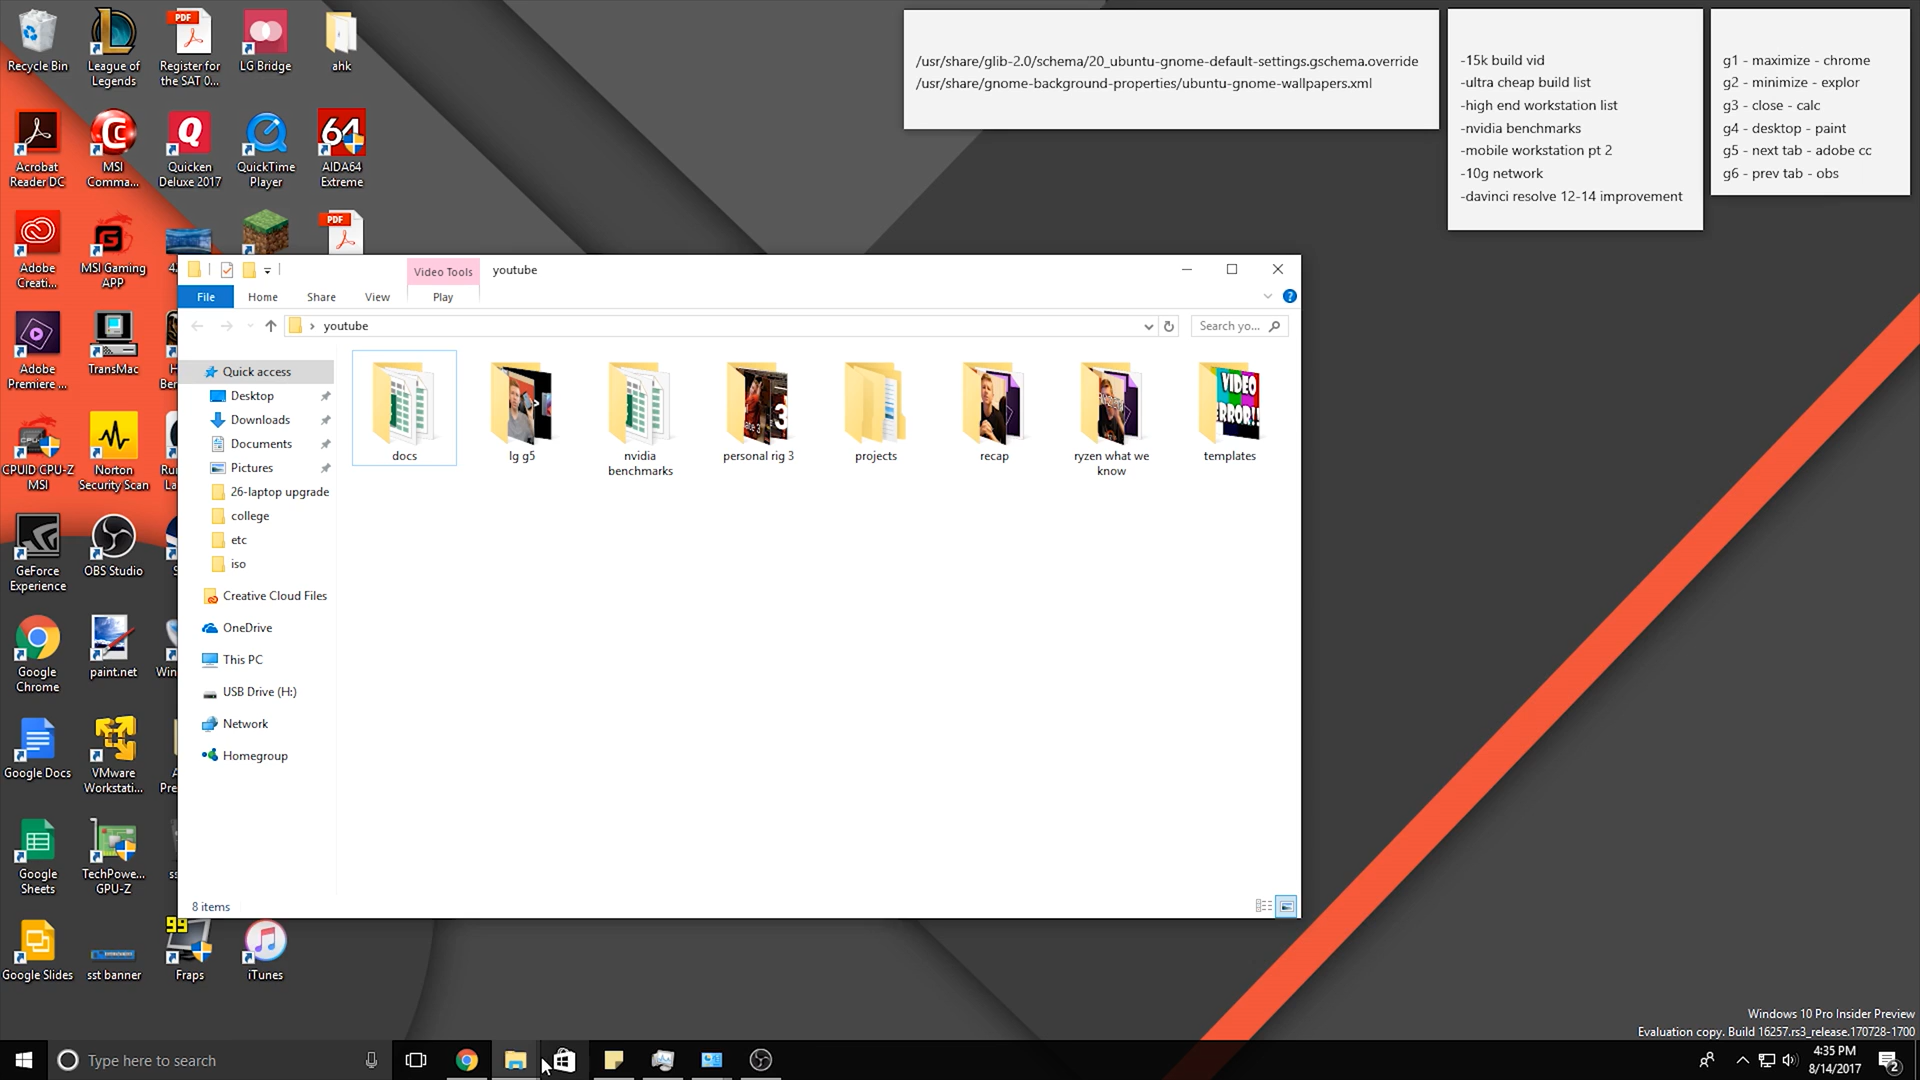 Recycle Bin
League of
Legends
Register for
the SAT 0...
LG Bridge
ahk
Acrobat
Reader DC
MSI
Comma...
Quicken
Deluxe 2017
QuickTime
Player
AIDA64
Extreme
Adobe
Creati...
MSI Gaming
APP
Adobe
Premiere ...
TransMac
CPUID CPU-Z
MSI
Norton
Security Scan
GeForce
Experience
OBS Studio
Google
Chrome
paint.net
Google Docs
VMware
Workstati...
Google
Sheets
TechPowe...
GPU-Z
Google Slides
sst banner
Fraps
iTunes
PDF
PDF
64
99
/usr/share/glib-2.0/schema/20_ubuntu-gnome-default-settings.gschema.override
/usr/share/gnome-background-properties/ubuntu-gnome-wallpapers.xml
-15k build vid
-ultra cheap build list
-high end workstation list
-nvidia benchmarks
-mobile workstation pt 2
-10g network
-davinci resolve 12-14 improvement
g1 - maximize - chrome
g2 - minimize - explor
g3 - close - calc
g4 - desktop - paint
g5 - next tab - adobe cc
g6 - prev tab - obs
Video Tools
youtube
File
Home
Share
View
Play
youtube
Search yo...
Quick access
Desktop
Downloads
Documents
Pictures
26-laptop upgrade
college
etc
iso
Creative Cloud Files
OneDrive
This PC
USB Drive (H:)
Network
Homegroup
docs
lg g5
nvidia
benchmarks
personal rig 3
projects
recap
ryzen what we
know
VIDEO
ERROR!!
templates
8 items
Windows 10 Pro Insider Preview
Evaluation copy. Build 16257.rs3_release.170728-1700
Type here to search
4:35 PM
8/14/2017
2